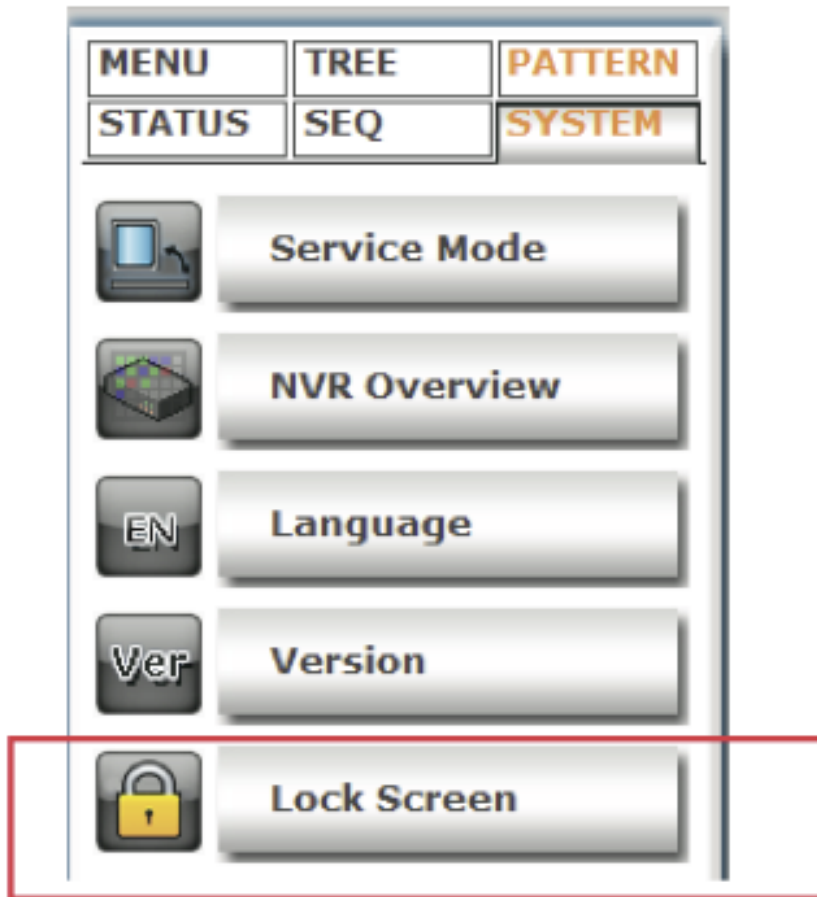 MENU TREE PATTERN
STATUS SEQ SYSTEM
Service Mode
NVR Overview
EN Language
Ver Version
Lock Screen